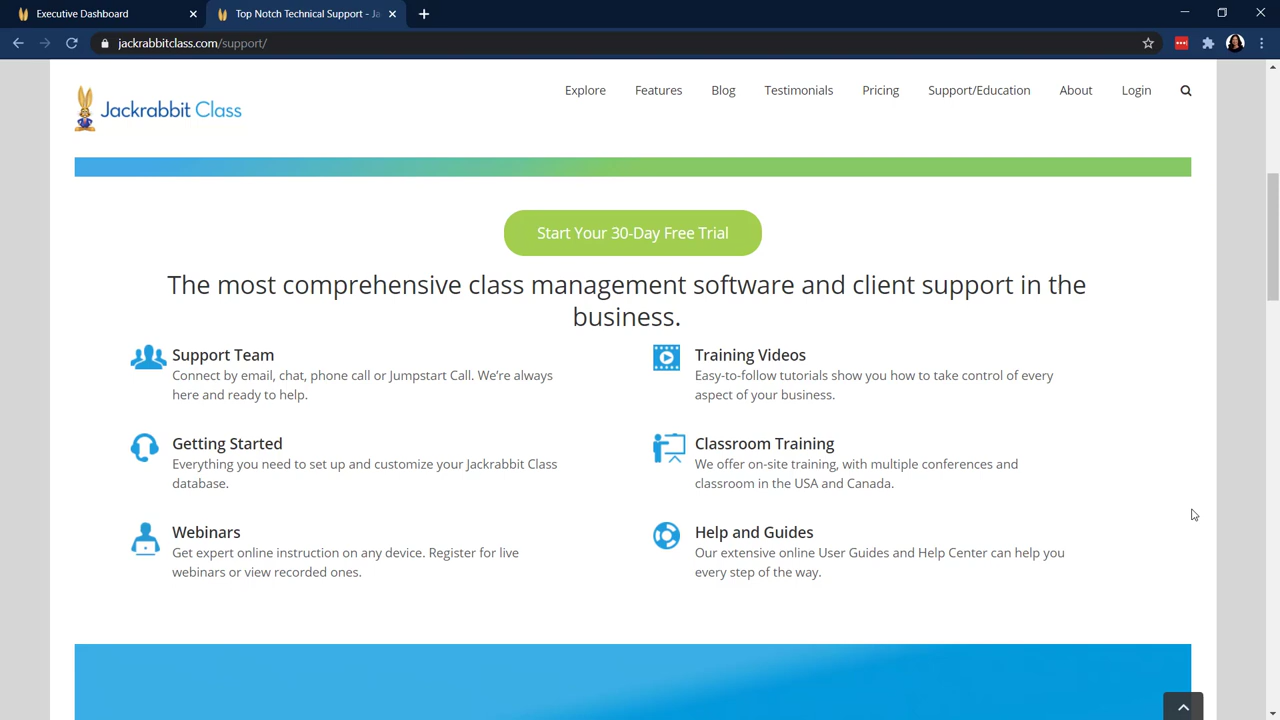 Executive Dashboard
Top Notch Technical Support - Ja
jackrabbitclass.com/support/
Jackrabbit Class
Explore Features Blog Testimonials Pricing Support/Education About Login
Start Your 30-Day Free Trial
The most comprehensive class management software and client support in the
business.
Support Team
Connect by email, chat, phone call or Jumpstart Call. We’re always
here and ready to help.
Training Videos
Easy-to-follow tutorials show you how to take control of every
aspect of your business.
Getting Started
Everything you need to set up and customize your Jackrabbit Class
database.
Classroom Training
We offer on-site training, with multiple conferences and
classroom in the USA and Canada.
Webinars
Get expert online instruction on any device. Register for live
webinars or view recorded ones.
Help and Guides
Our extensive online User Guides and Help Center can help you
every step of the way.